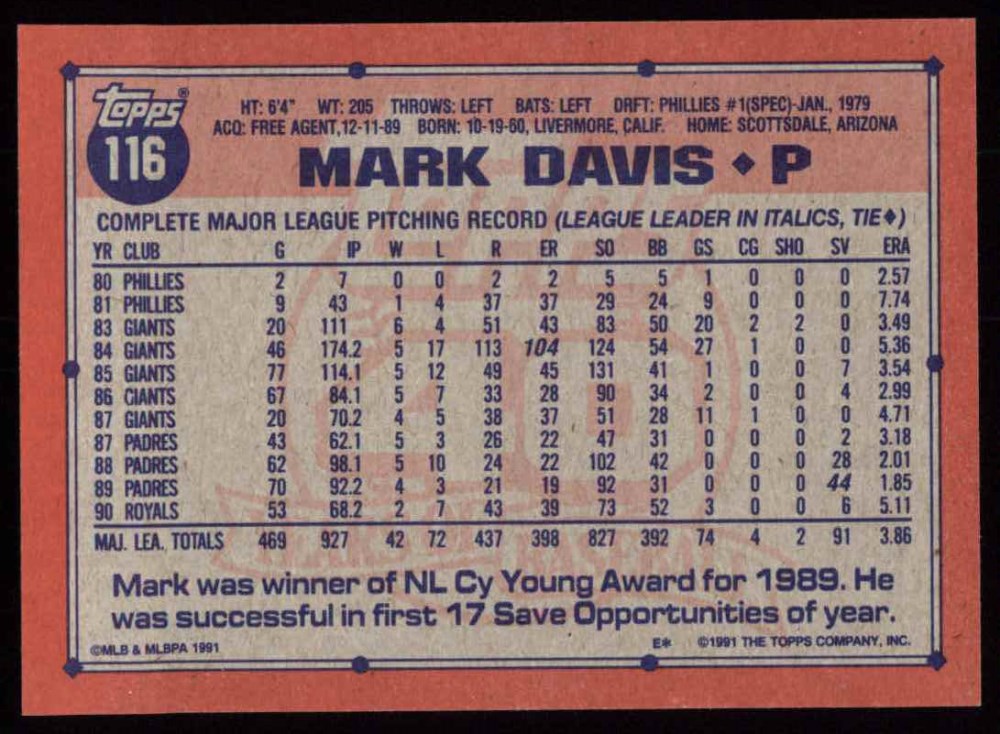 topps®
116
HT: 6'4" WT: 205 THROWS: LEFT BATS: LEFT DRFT: PHILLIES #1(SPEC)-JAN., 1979
ACQ: FREE AGENT,12-11-89 BORN: 10-19-60, LIVERMORE, CALIF. HOME: SCOTTSDALE, ARIZONA
MARK DAVIS ♦ P
COMPLETE MAJOR LEAGUE PITCHING RECORD (LEAGUE LEADER IN ITALICS, TIE♦)
YR CLUB G IP W L R ER SO BB GS CG SHO SV ERA
80 PHILLIES 2 7 0 0 2 2 5 5 1 0 0 0 2.57
81 PHILLIES 9 43 1 4 37 37 29 24 9 0 0 0 7.74
83 GIANTS 20 111 6 4 51 43 83 50 20 2 2 0 3.49
84 GIANTS 46 174.2 5 17 113 104 124 54 27 1 0 0 5.36
85 GIANTS 77 114.1 5 12 49 45 131 41 1 0 0 7 3.54
86 GIANTS 67 84.1 5 7 33 28 90 34 2 0 0 4 2.99
87 GIANTS 20 70.2 4 5 38 37 51 28 11 1 0 0 4.71
87 PADRES 43 62.1 5 3 26 22 47 31 0 0 0 2 3.18
88 PADRES 62 98.1 5 10 24 22 102 42 0 0 0 28 2.01
89 PADRES 70 92.2 4 3 21 19 92 31 0 0 0 44 1.85
90 ROYALS 53 68.2 2 7 43 39 73 52 3 0 0 6 5.11
MAJ. LEA. TOTALS 469 927 42 72 437 398 827 392 74 4 2 91 3.86
Mark was winner of NL Cy Young Award for 1989. He
was successful in first 17 Save Opportunities of year.
©MLB & MLBPA 1991 E* ©1991 THE TOPPS COMPANY, INC.